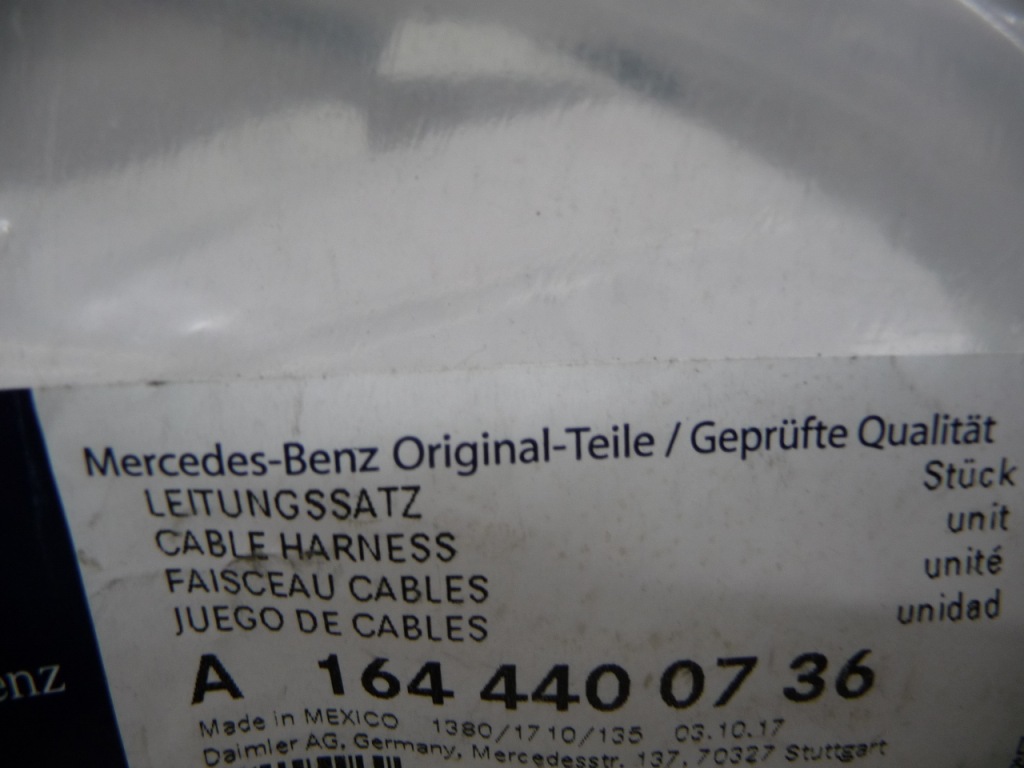 Mercedes-Benz Original-Teile / Geprüfte Qualität
LEITUNGSSATZ Stück
CABLE HARNESS unit
FAISCEAU CABLES unité
JUEGO DE CABLES unidad
A 164 440 07 36
enz
Made in MEXICO 1380/1710/135 03.10.17
Daimler AG, Germany, Mercedesstr. 137, 70327 Stuttgart